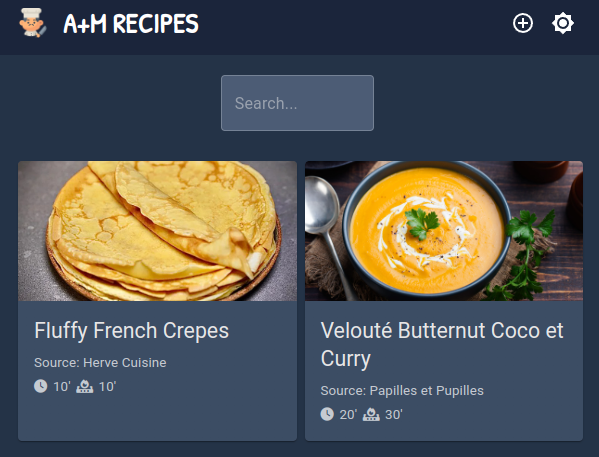 A+M RECIPES
Search...
Fluffy French Crepes
Source: Herve Cuisine
10' 10'
Velouté Butternut Coco et
Curry
Source: Papilles et Pupilles
20' 30'